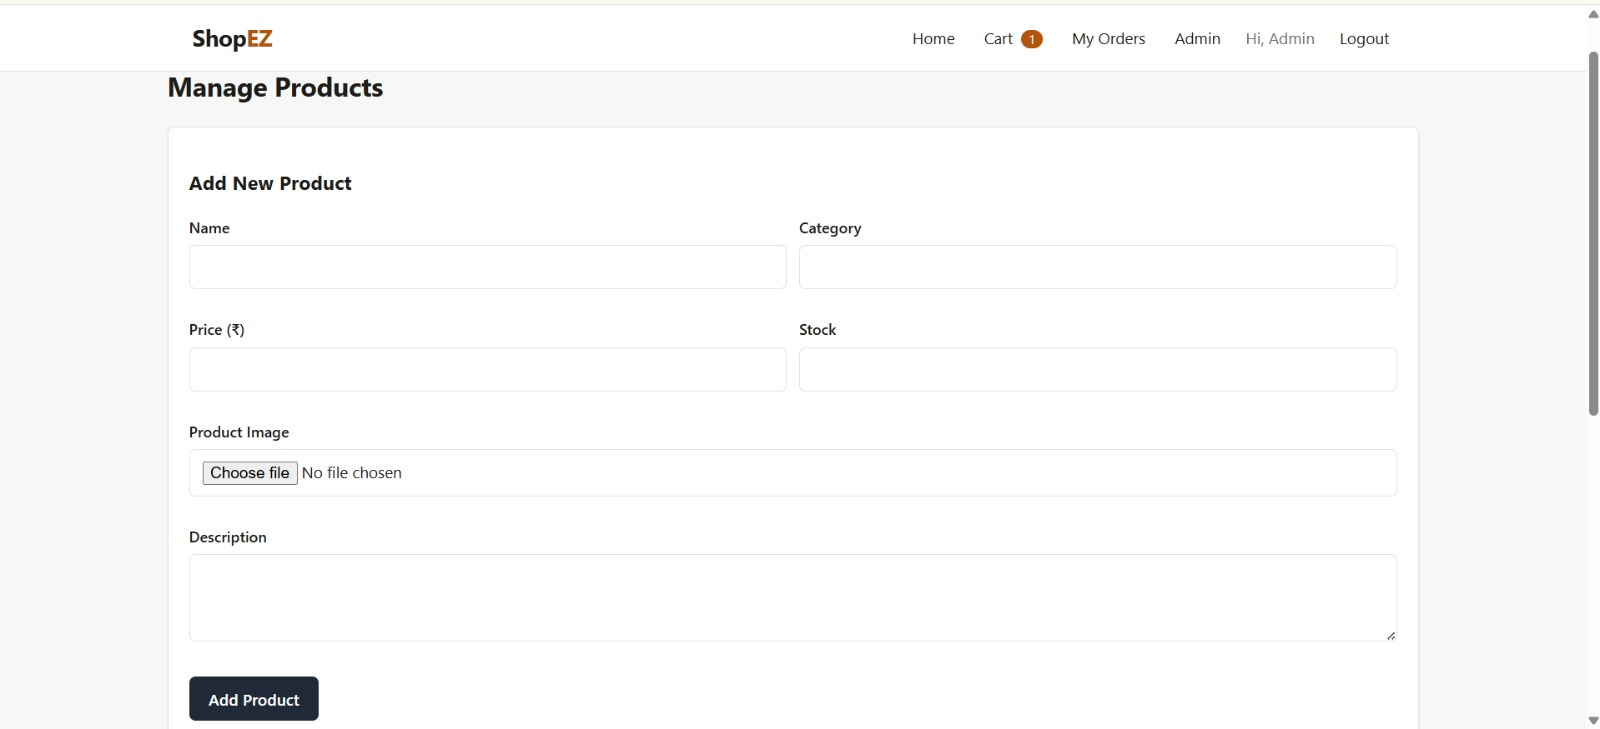 ShopEZ Home Cart 1 My Orders Admin Hi, Admin Logout
Manage Products
Add New Product
Name Category
Price (₹) Stock
Product Image
Choose file No file chosen
Description
Add Product